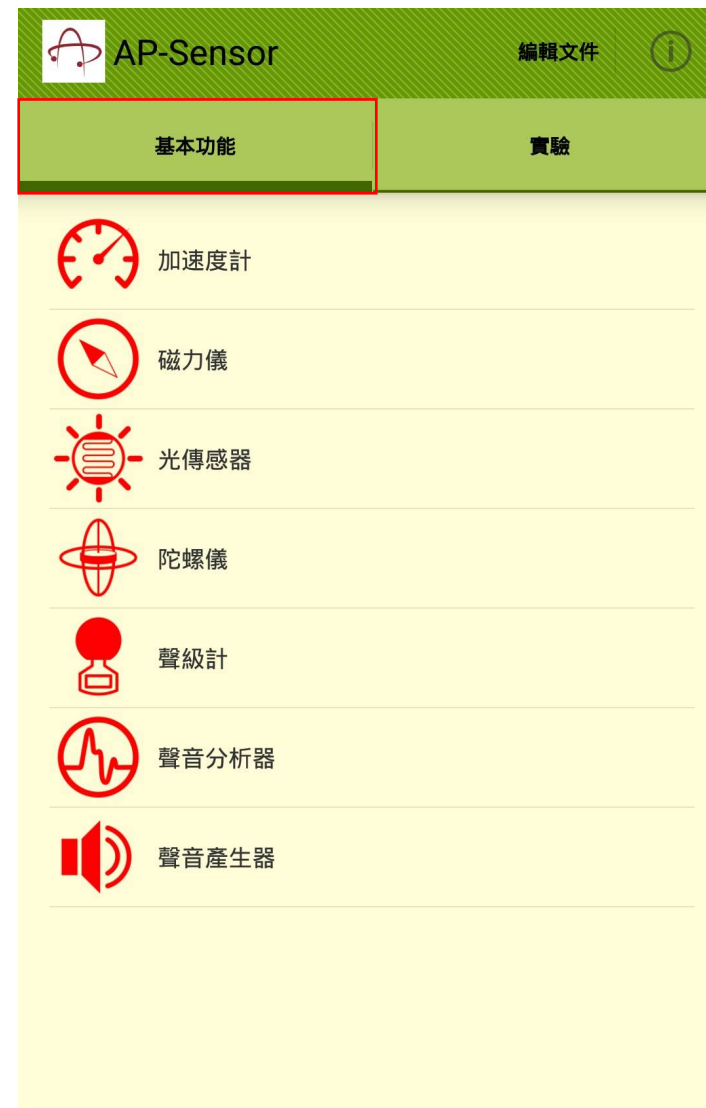 AP-Sensor 編輯文件
基本功能 實驗
加速度計
磁力儀
光傳感器
陀螺儀
聲級計
聲音分析器
聲音產生器